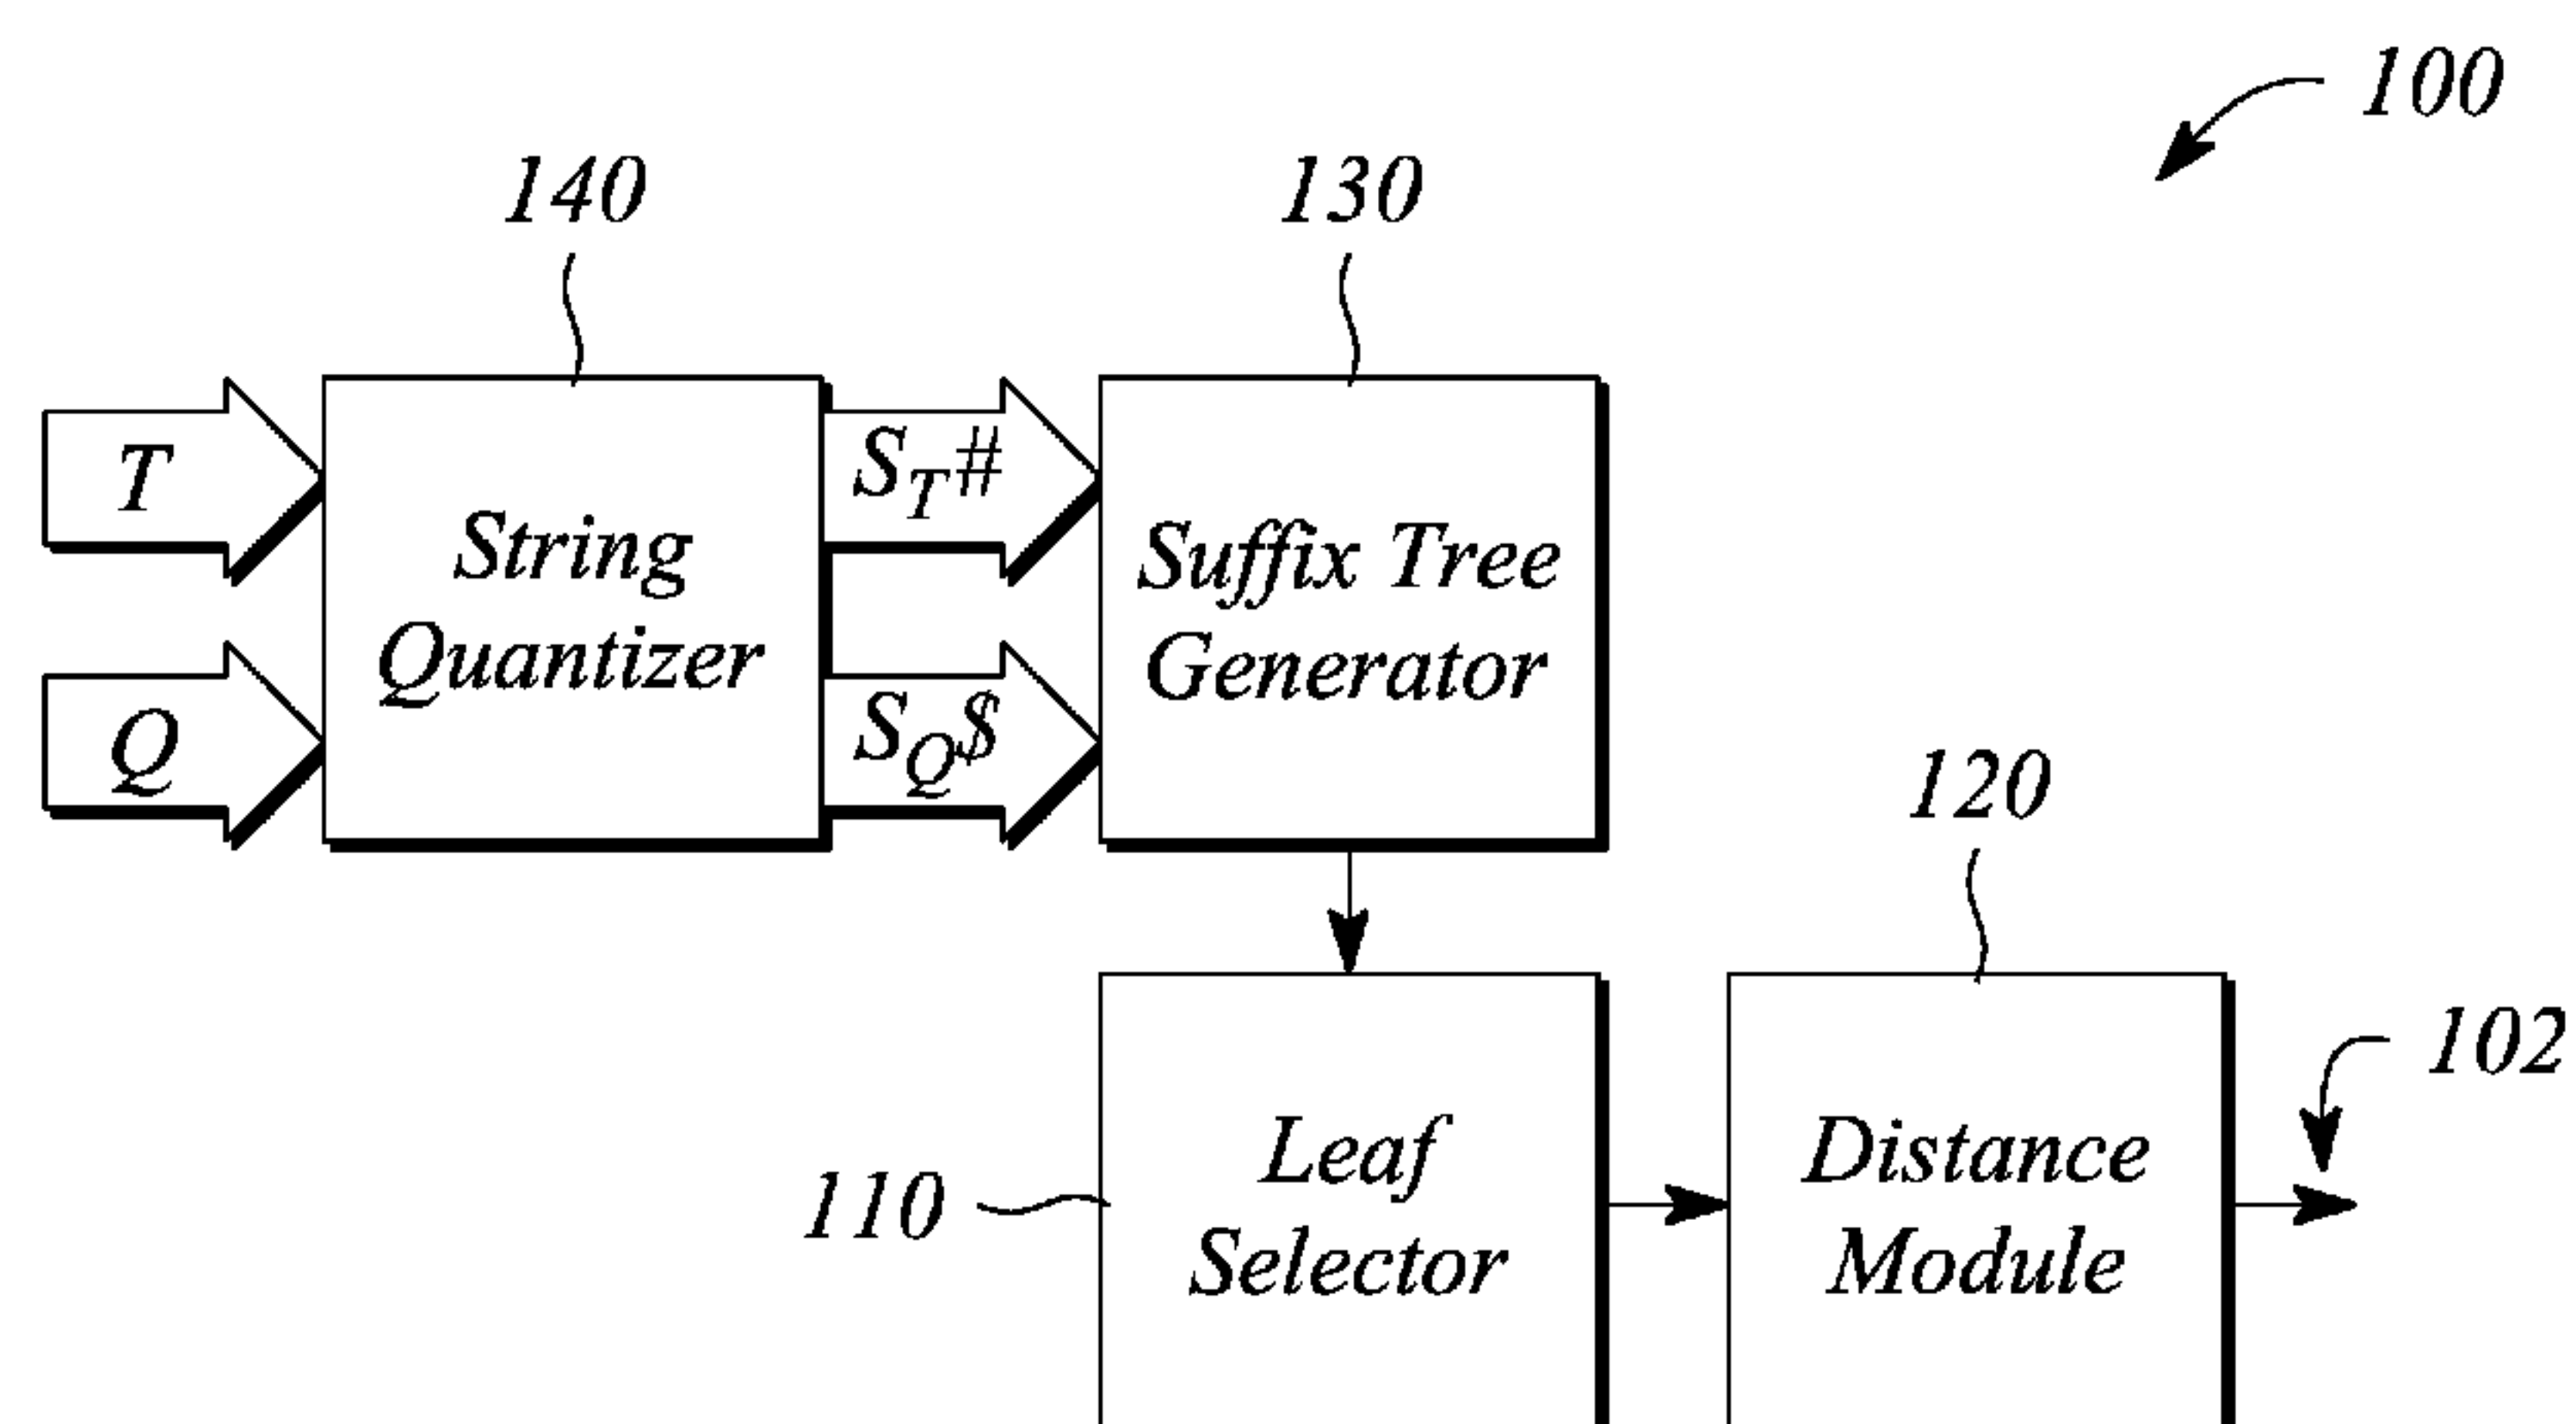 100
140
130
T
S_T#
String
Quantizer
Suffix Tree
Generator
Q
S_Q$
120
102
110
Leaf
Selector
Distance
Module